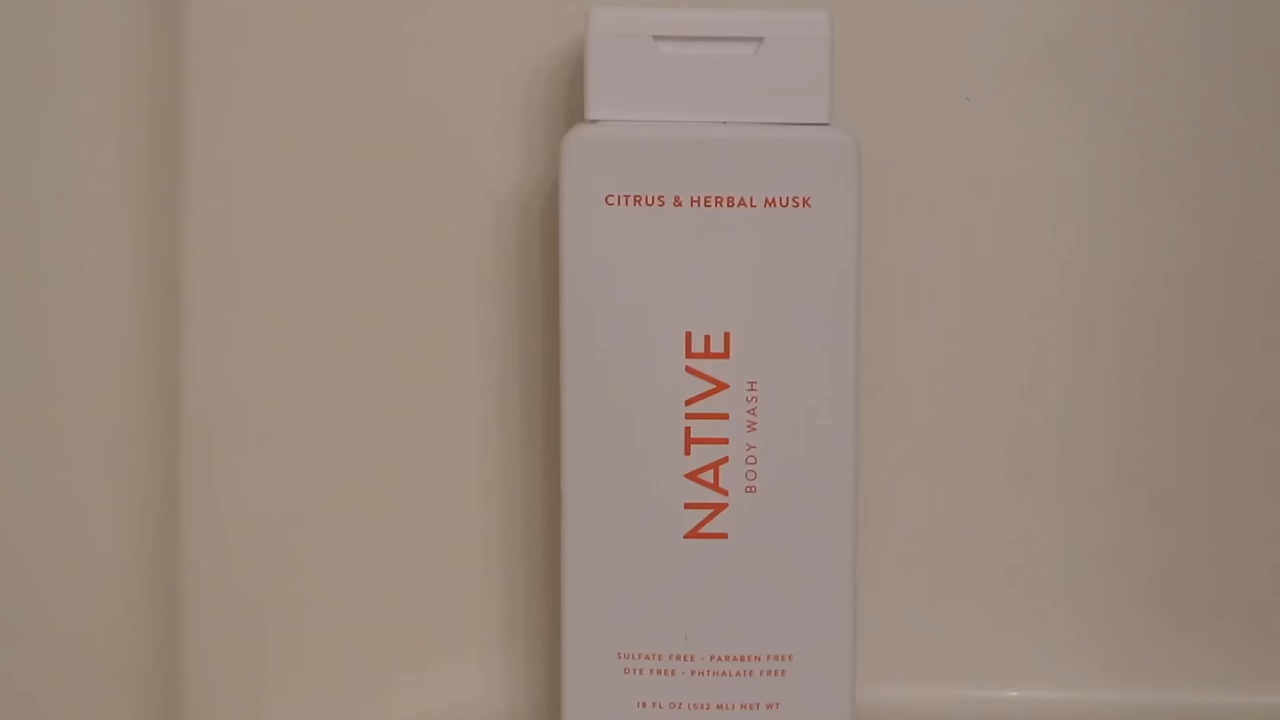 CITRUS & HERBAL MUSK
NATIVE
BODY WASH
SULFATE FREE - PARABEN FREE
DYE FREE - PHTHALATE FREE
18 FL OZ (532 ML) NET WT